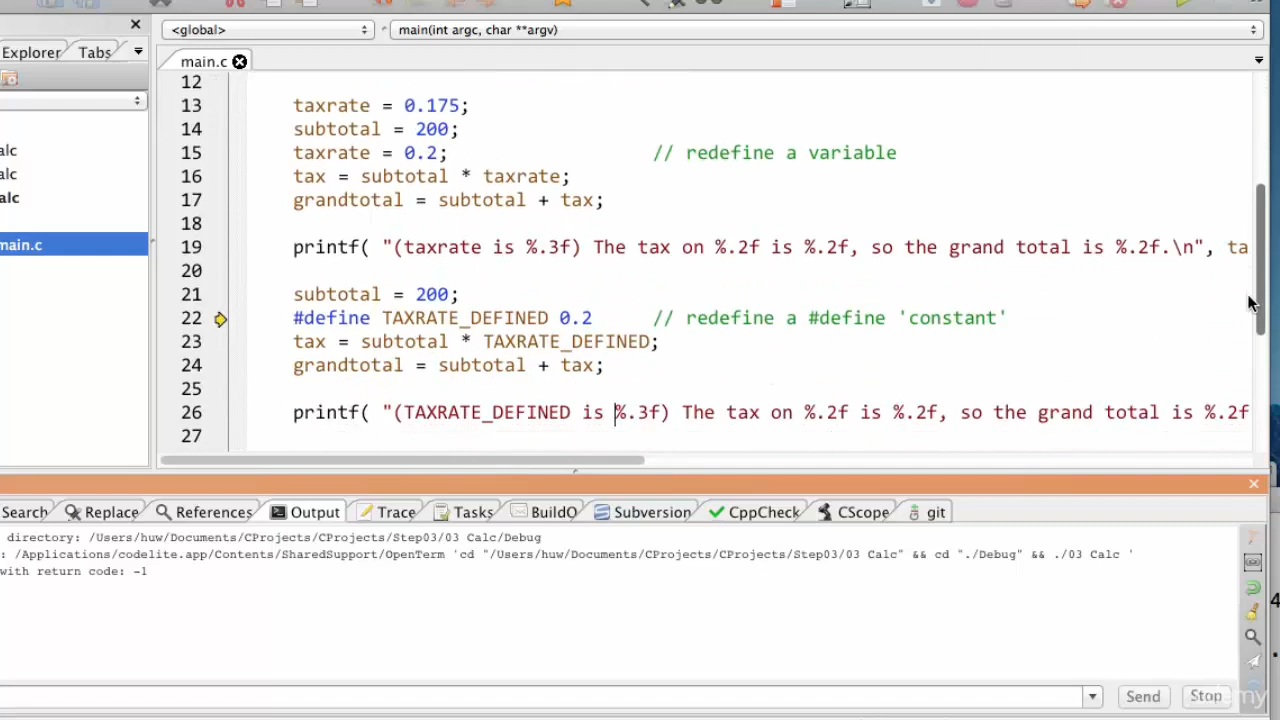 <global>
main(int argc, char **argv)
Explorer
Tabs
main.c
12
13 taxrate = 0.175;
14 subtotal = 200;
15 taxrate = 0.2; // redefine a variable
16 tax = subtotal * taxrate;
17 grandtotal = subtotal + tax;
18
19 printf( "(taxrate is %.3f) The tax on %.2f is %.2f, so the grand total is %.2f.\n", ta
20
21 subtotal = 200;
22 #define TAXRATE_DEFINED 0.2 // redefine a #define 'constant'
23 tax = subtotal * TAXRATE_DEFINED;
24 grandtotal = subtotal + tax;
25
26 printf( "(TAXRATE_DEFINED is %.3f) The tax on %.2f is %.2f, so the grand total is %.2f
27
alc
alc
alc
main.c
Search Replace References Output Trace Tasks BuildQ Subversion CppCheck CScope git
directory: /Users/huw/Documents/CProjects/CProjects/Step03/03 Calc/Debug
: /Applications/codelite.app/Contents/SharedSupport/OpenTerm 'cd "/Users/huw/Documents/CProjects/CProjects/Step03/03 Calc" && cd "./Debug" && ./03 Calc '
with return code: -1
4
Send
Stop